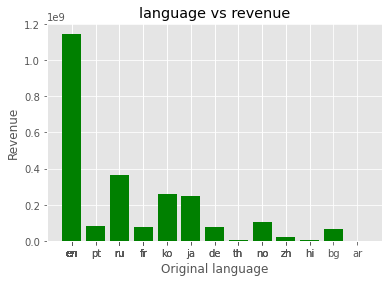 language vs revenue
1e9
1.2
1.0
0.8
0.6
0.4
0.2
0.0
Revenue
en pt ru fr ko ja de th no zh hi bg ar
Original language